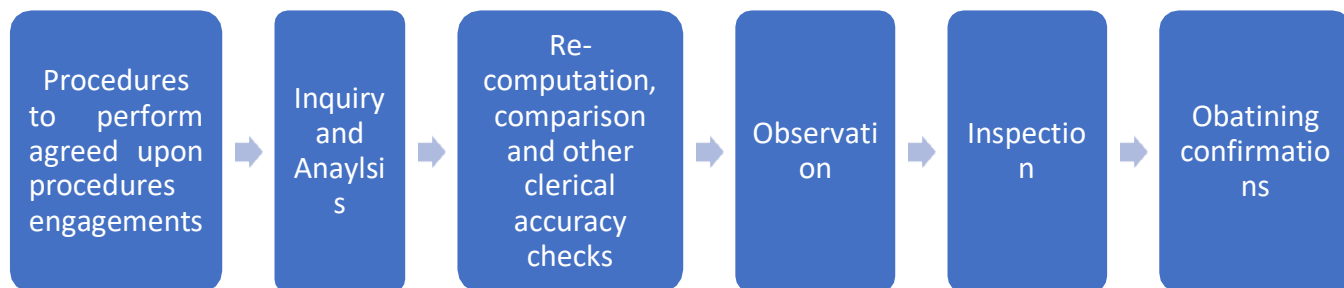 Procedures
to perform
agreed upon
procedures
engagements
Inquiry
and
Anaylsi
s
Re-
computation,
comparison
and other
clerical
accuracy
checks
Observati
on
Inspectio
n
Obatining
confirmatio
ns